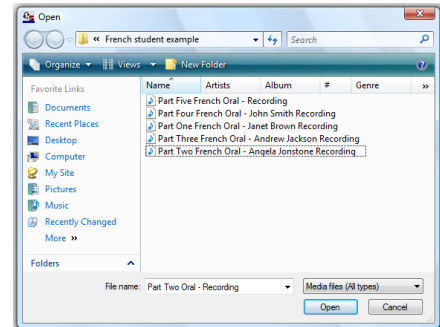 Open
« French student example
Search
Organize Views New Folder
Favorite Links
Name Artists Album # Genre »
Documents
Recent Places
Desktop
Computer
My Site
Pictures
Music
Recently Changed
More »
Folders
Part Five French Oral - Recording
Part Four French Oral - John Smith Recording
Part One French Oral - Janet Brown Recording
Part Three French Oral - Andrew Jackson Recording
Part Two French Oral - Angela Jonstone Recording
File name: Part Two Oral - Recording Media files (All types)
Open Cancel